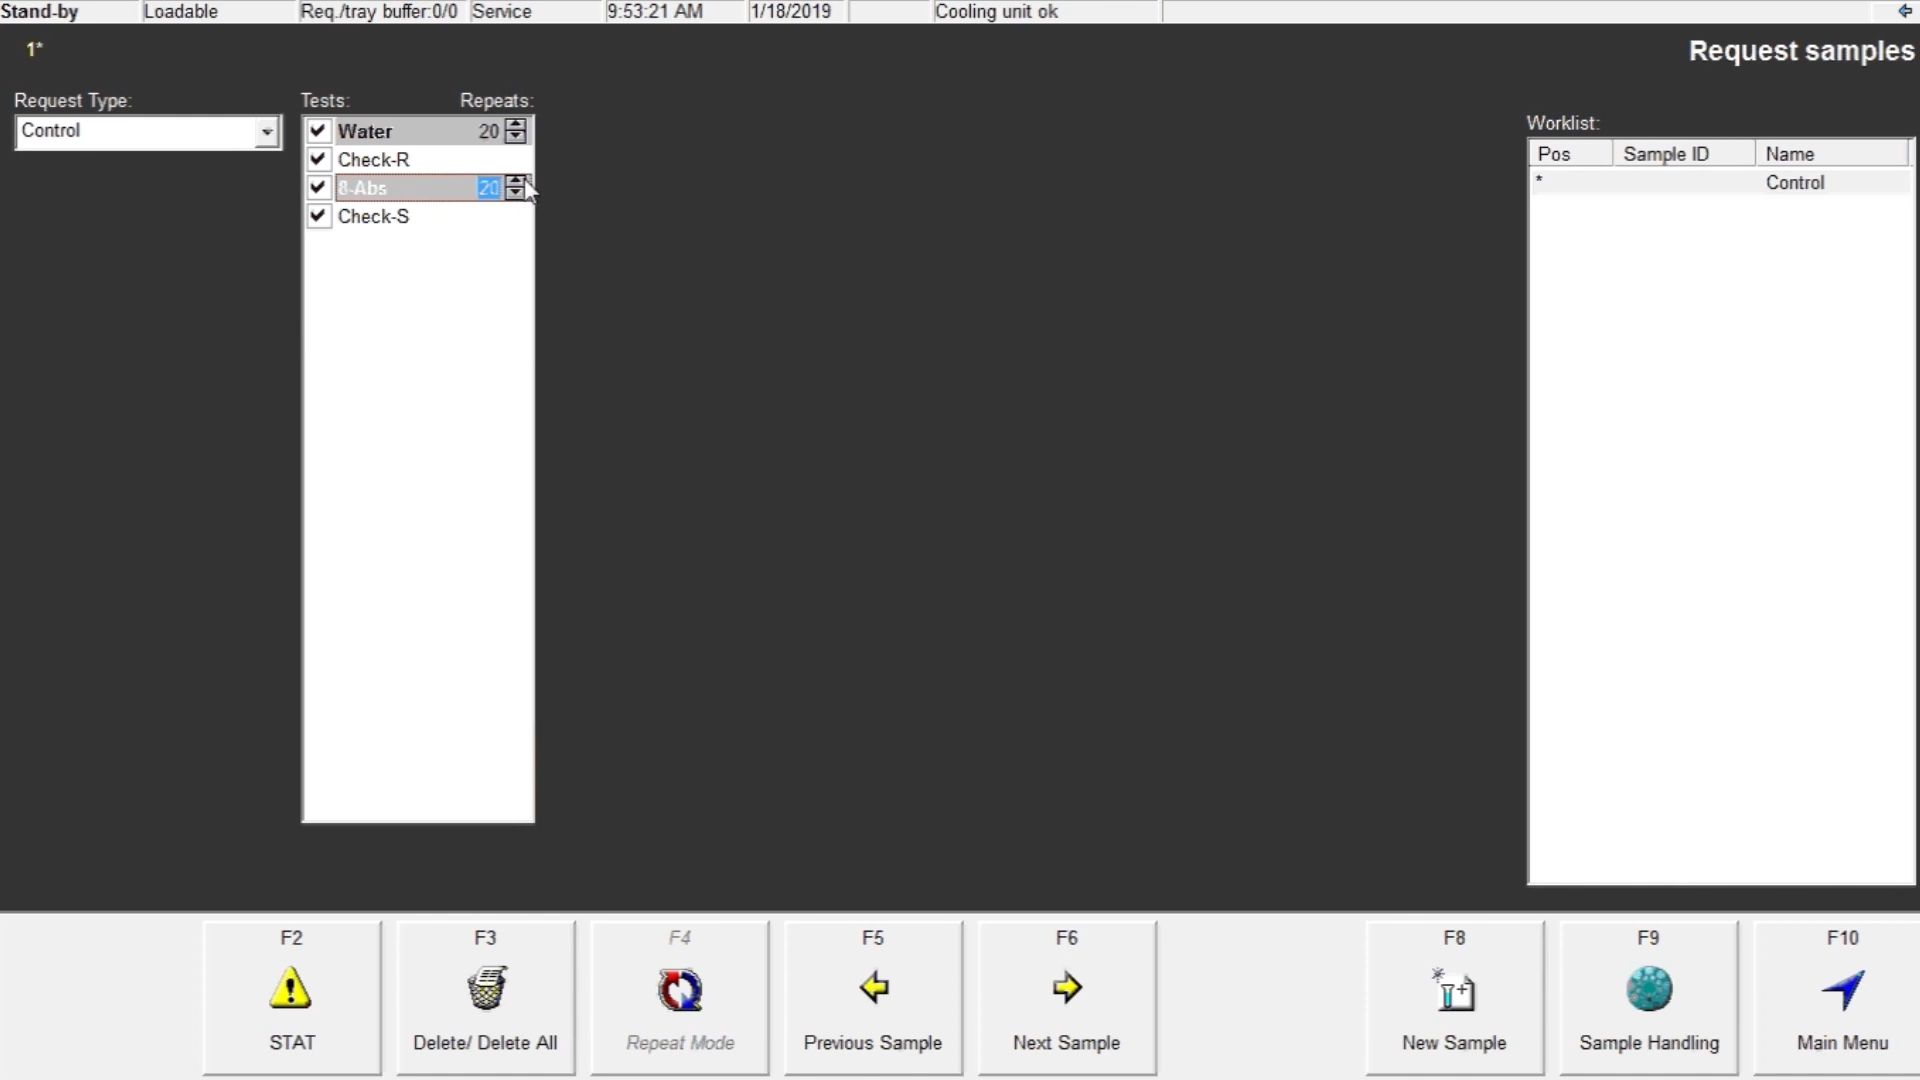 Stand-by Loadable Req./tray buffer:0/0 Service 9:53:21 AM 1/18/2019 Cooling unit ok
1*
Request samples
Request Type:
Control
Tests: Repeats:
Water 20
Check-R
8-Abs 20
Check-S
Worklist:
Pos Sample ID Name
* Control
F2
STAT
F3
Delete/ Delete All
F4
Repeat Mode
F5
Previous Sample
F6
Next Sample
F8
New Sample
F9
Sample Handling
F10
Main Menu